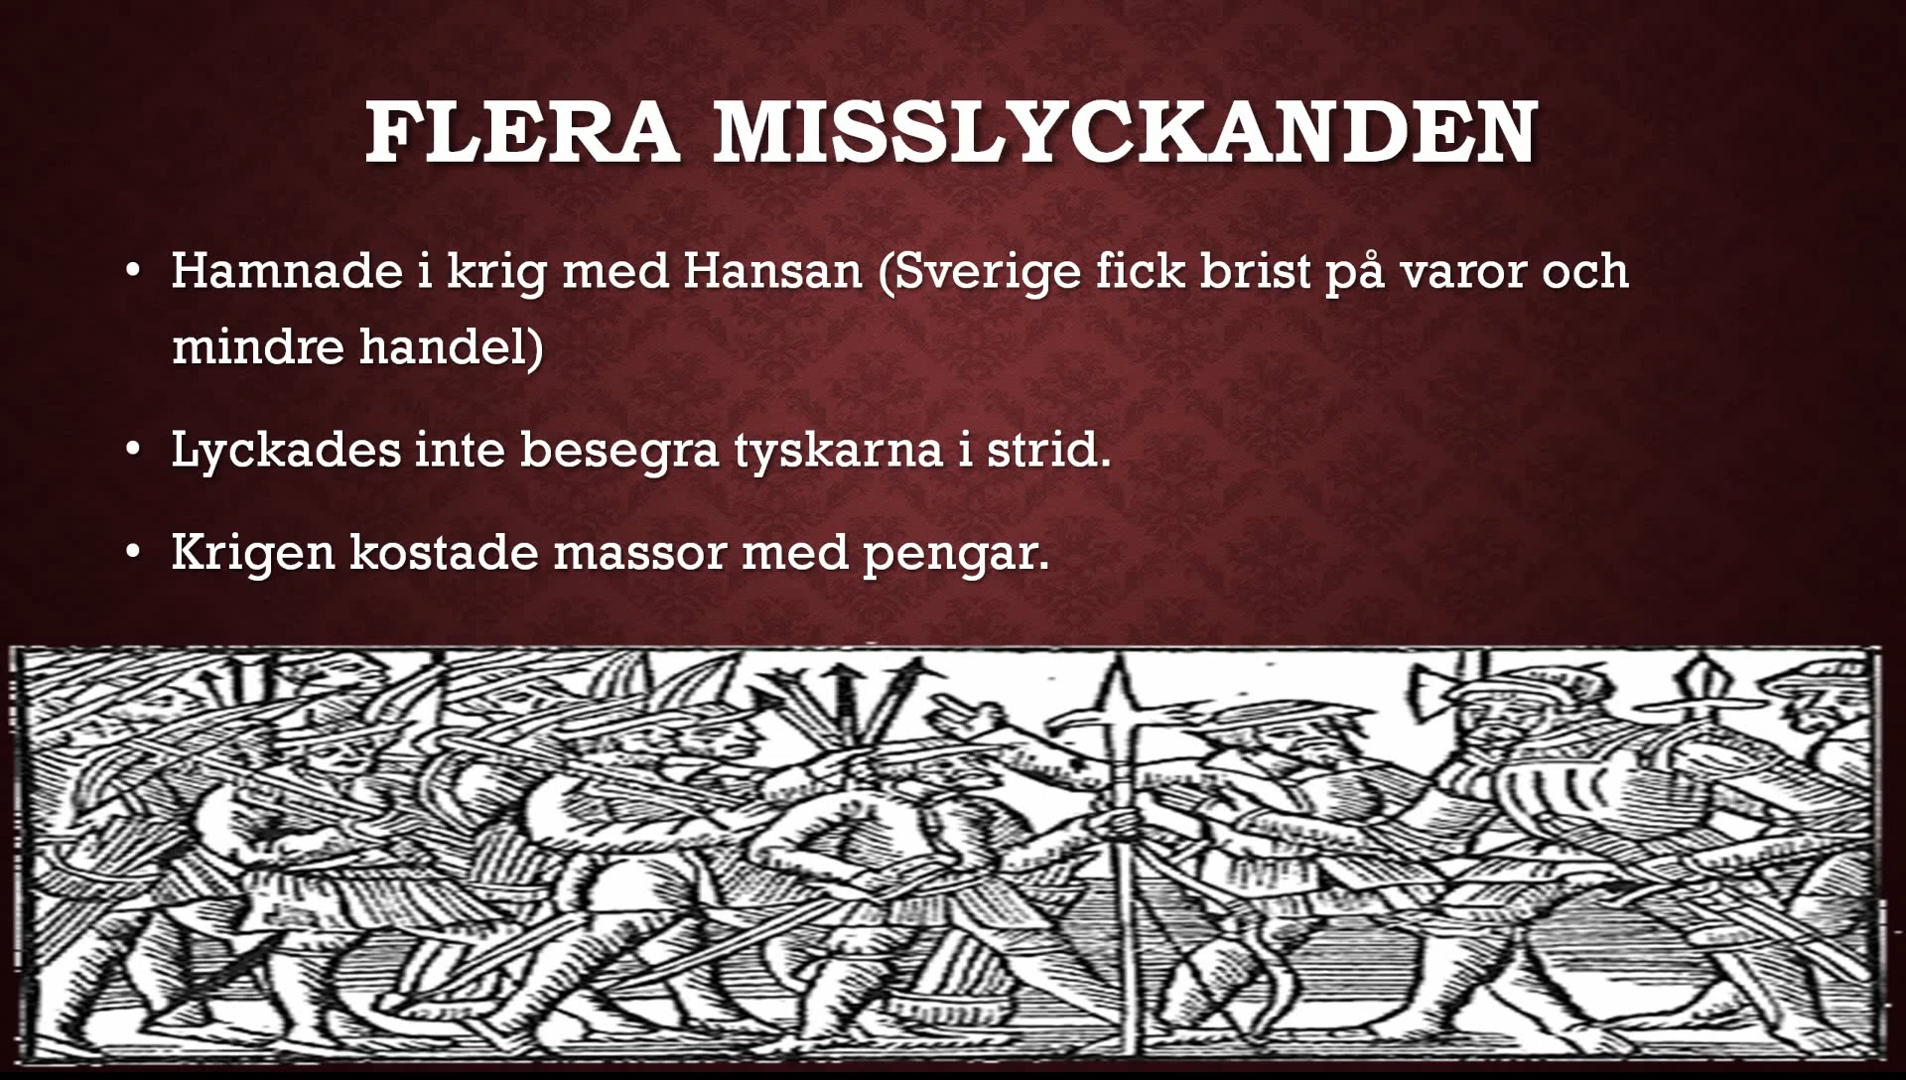 FLERA MISSLYCKANDEN
• Hamnade i krig med Hansan (Sverige fick brist på varor och
mindre handel)
• Lyckades inte besegra tyskarna i strid.
• Krigen kostade massor med pengar.